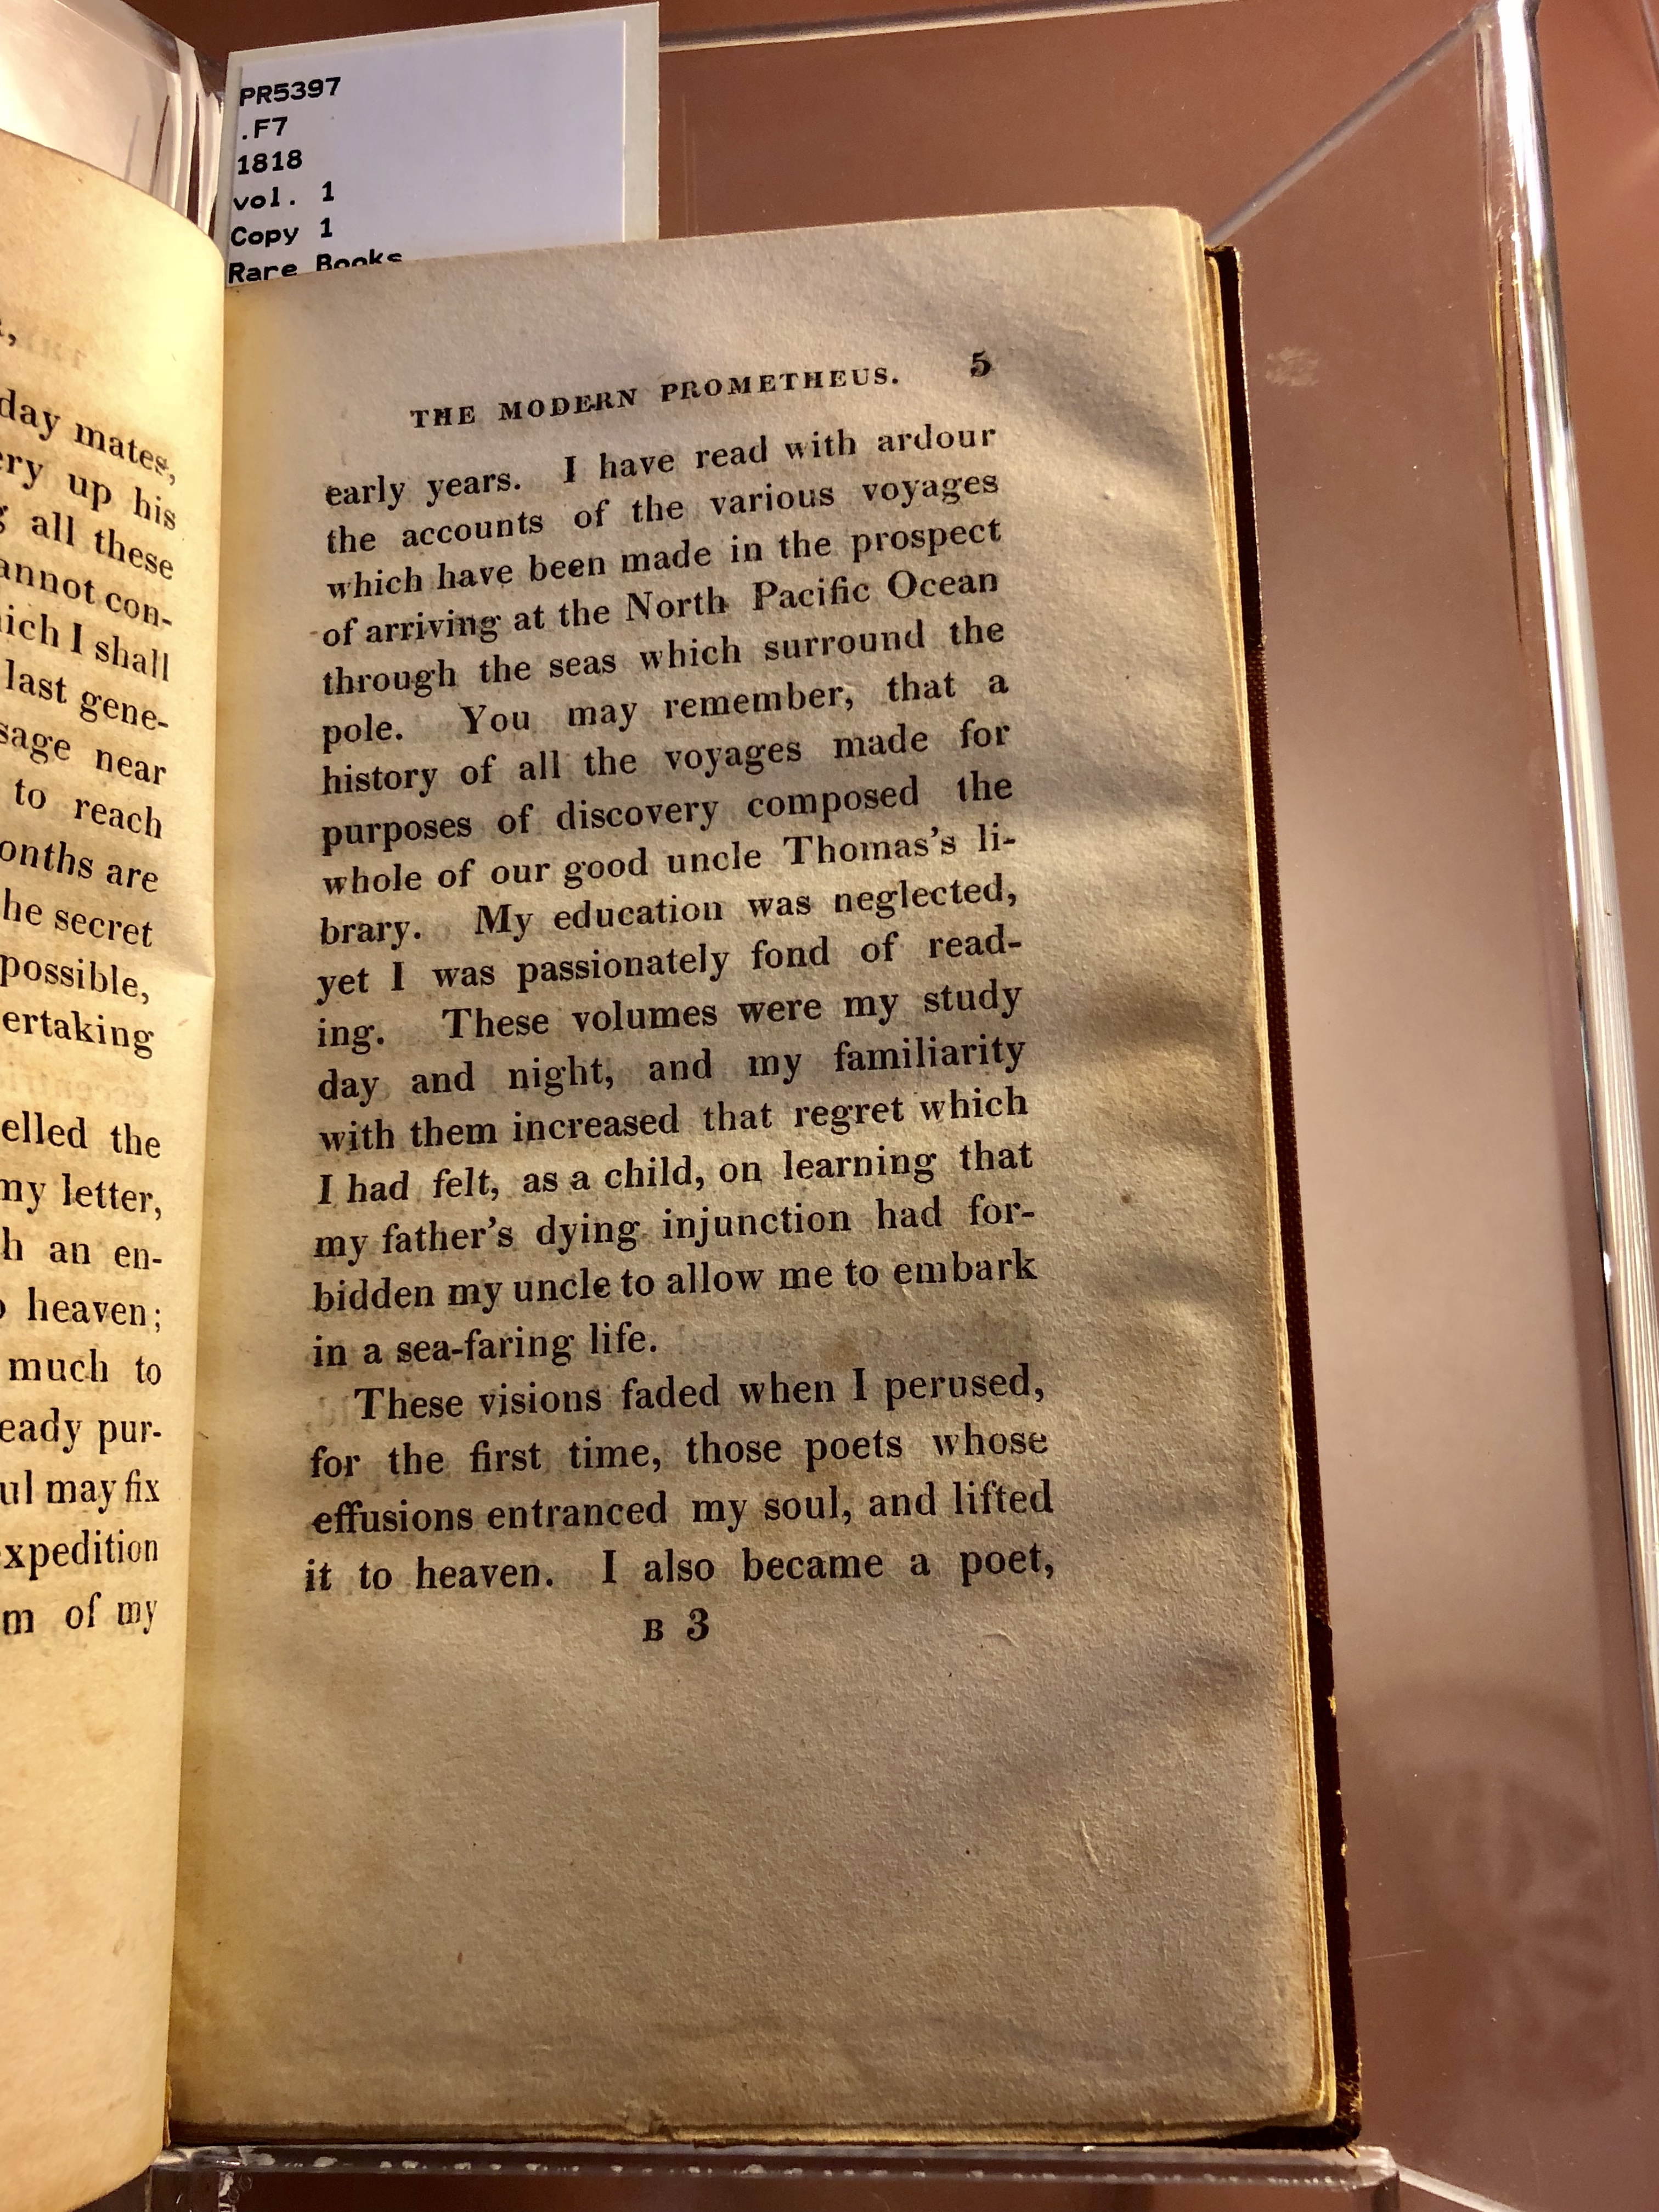 PR5397
.F7
1818
vol. 1
Copy 1
Rare Books
day mates,
up his
all these
annot con-
ich I shall
last gene-
sage near
to reach
onths are
he secret
possible,
ertaking
elled the
my letter,
h an en-
heaven;
much to
eady pur-
ul may fix
expedition
m of my
THE MODERN PROMETHEUS. 5
early years. I have read with ardour
the accounts of the various voyages
which have been made in the prospect
of arriving at the North Pacific Ocean
through the seas which surround the
pole. You may remember, that a
history of all the voyages made for
purposes of discovery composed the
whole of our good uncle Thomas's li-
brary. My education was neglected,
yet I was passionately fond of read-
ing. These volumes were my study
day and night, and my familiarity
with them increased that regret which
I had felt, as a child, on learning that
my father's dying injunction had for-
bidden my uncle to allow me to embark
in a sea-faring life.
These visions faded when I perused,
for the first time, those poets whose
effusions entranced my soul, and lifted
it to heaven. I also became a poet,
B 3